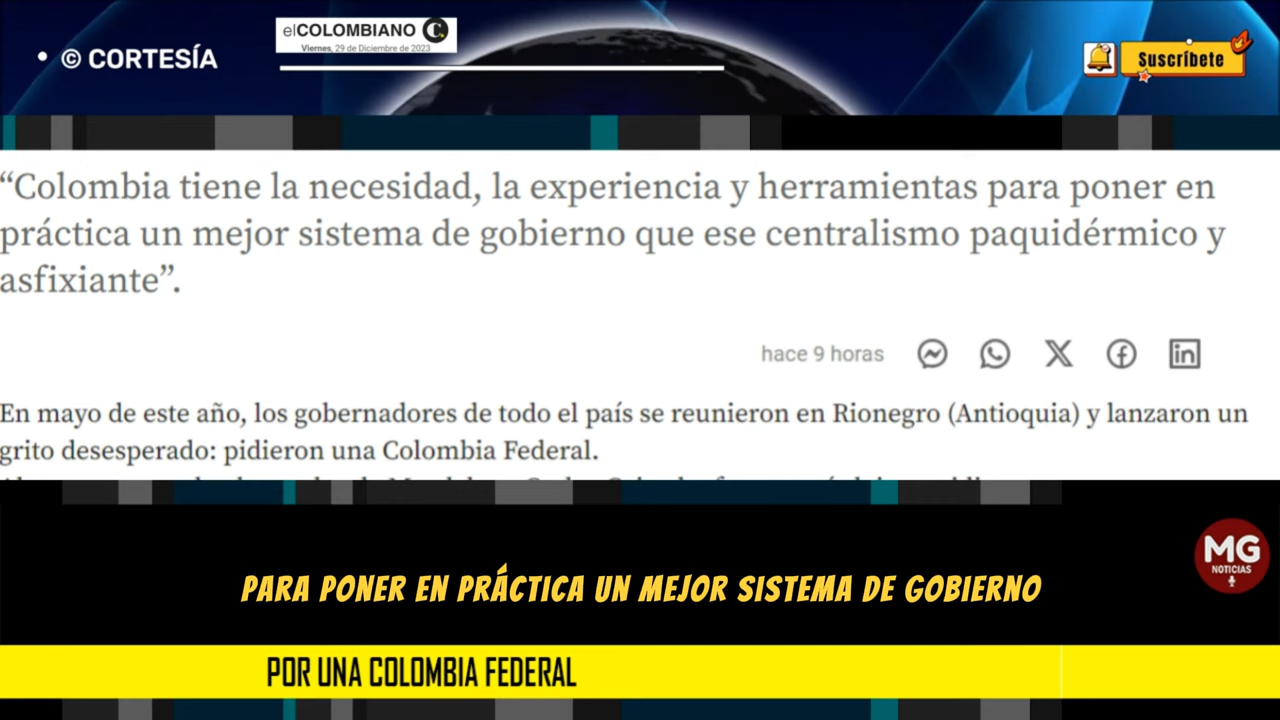 © CORTESÍA
elCOLOMBIANO C
Viernes, 29 de Diciembre de 2023
Suscríbete
“Colombia tiene la necesidad, la experiencia y herramientas para poner en
práctica un mejor sistema de gobierno que ese centralismo paquidérmico y
asfixiante”.
hace 9 horas
En mayo de este año, los gobernadores de todo el país se reunieron en Rionegro (Antioquia) y lanzaron un
grito desesperado: pidieron una Colombia Federal.
MG
NOTICIAS
PARA PONER EN PRÁCTICA UN MEJOR SISTEMA DE GOBIERNO
POR UNA COLOMBIA FEDERAL